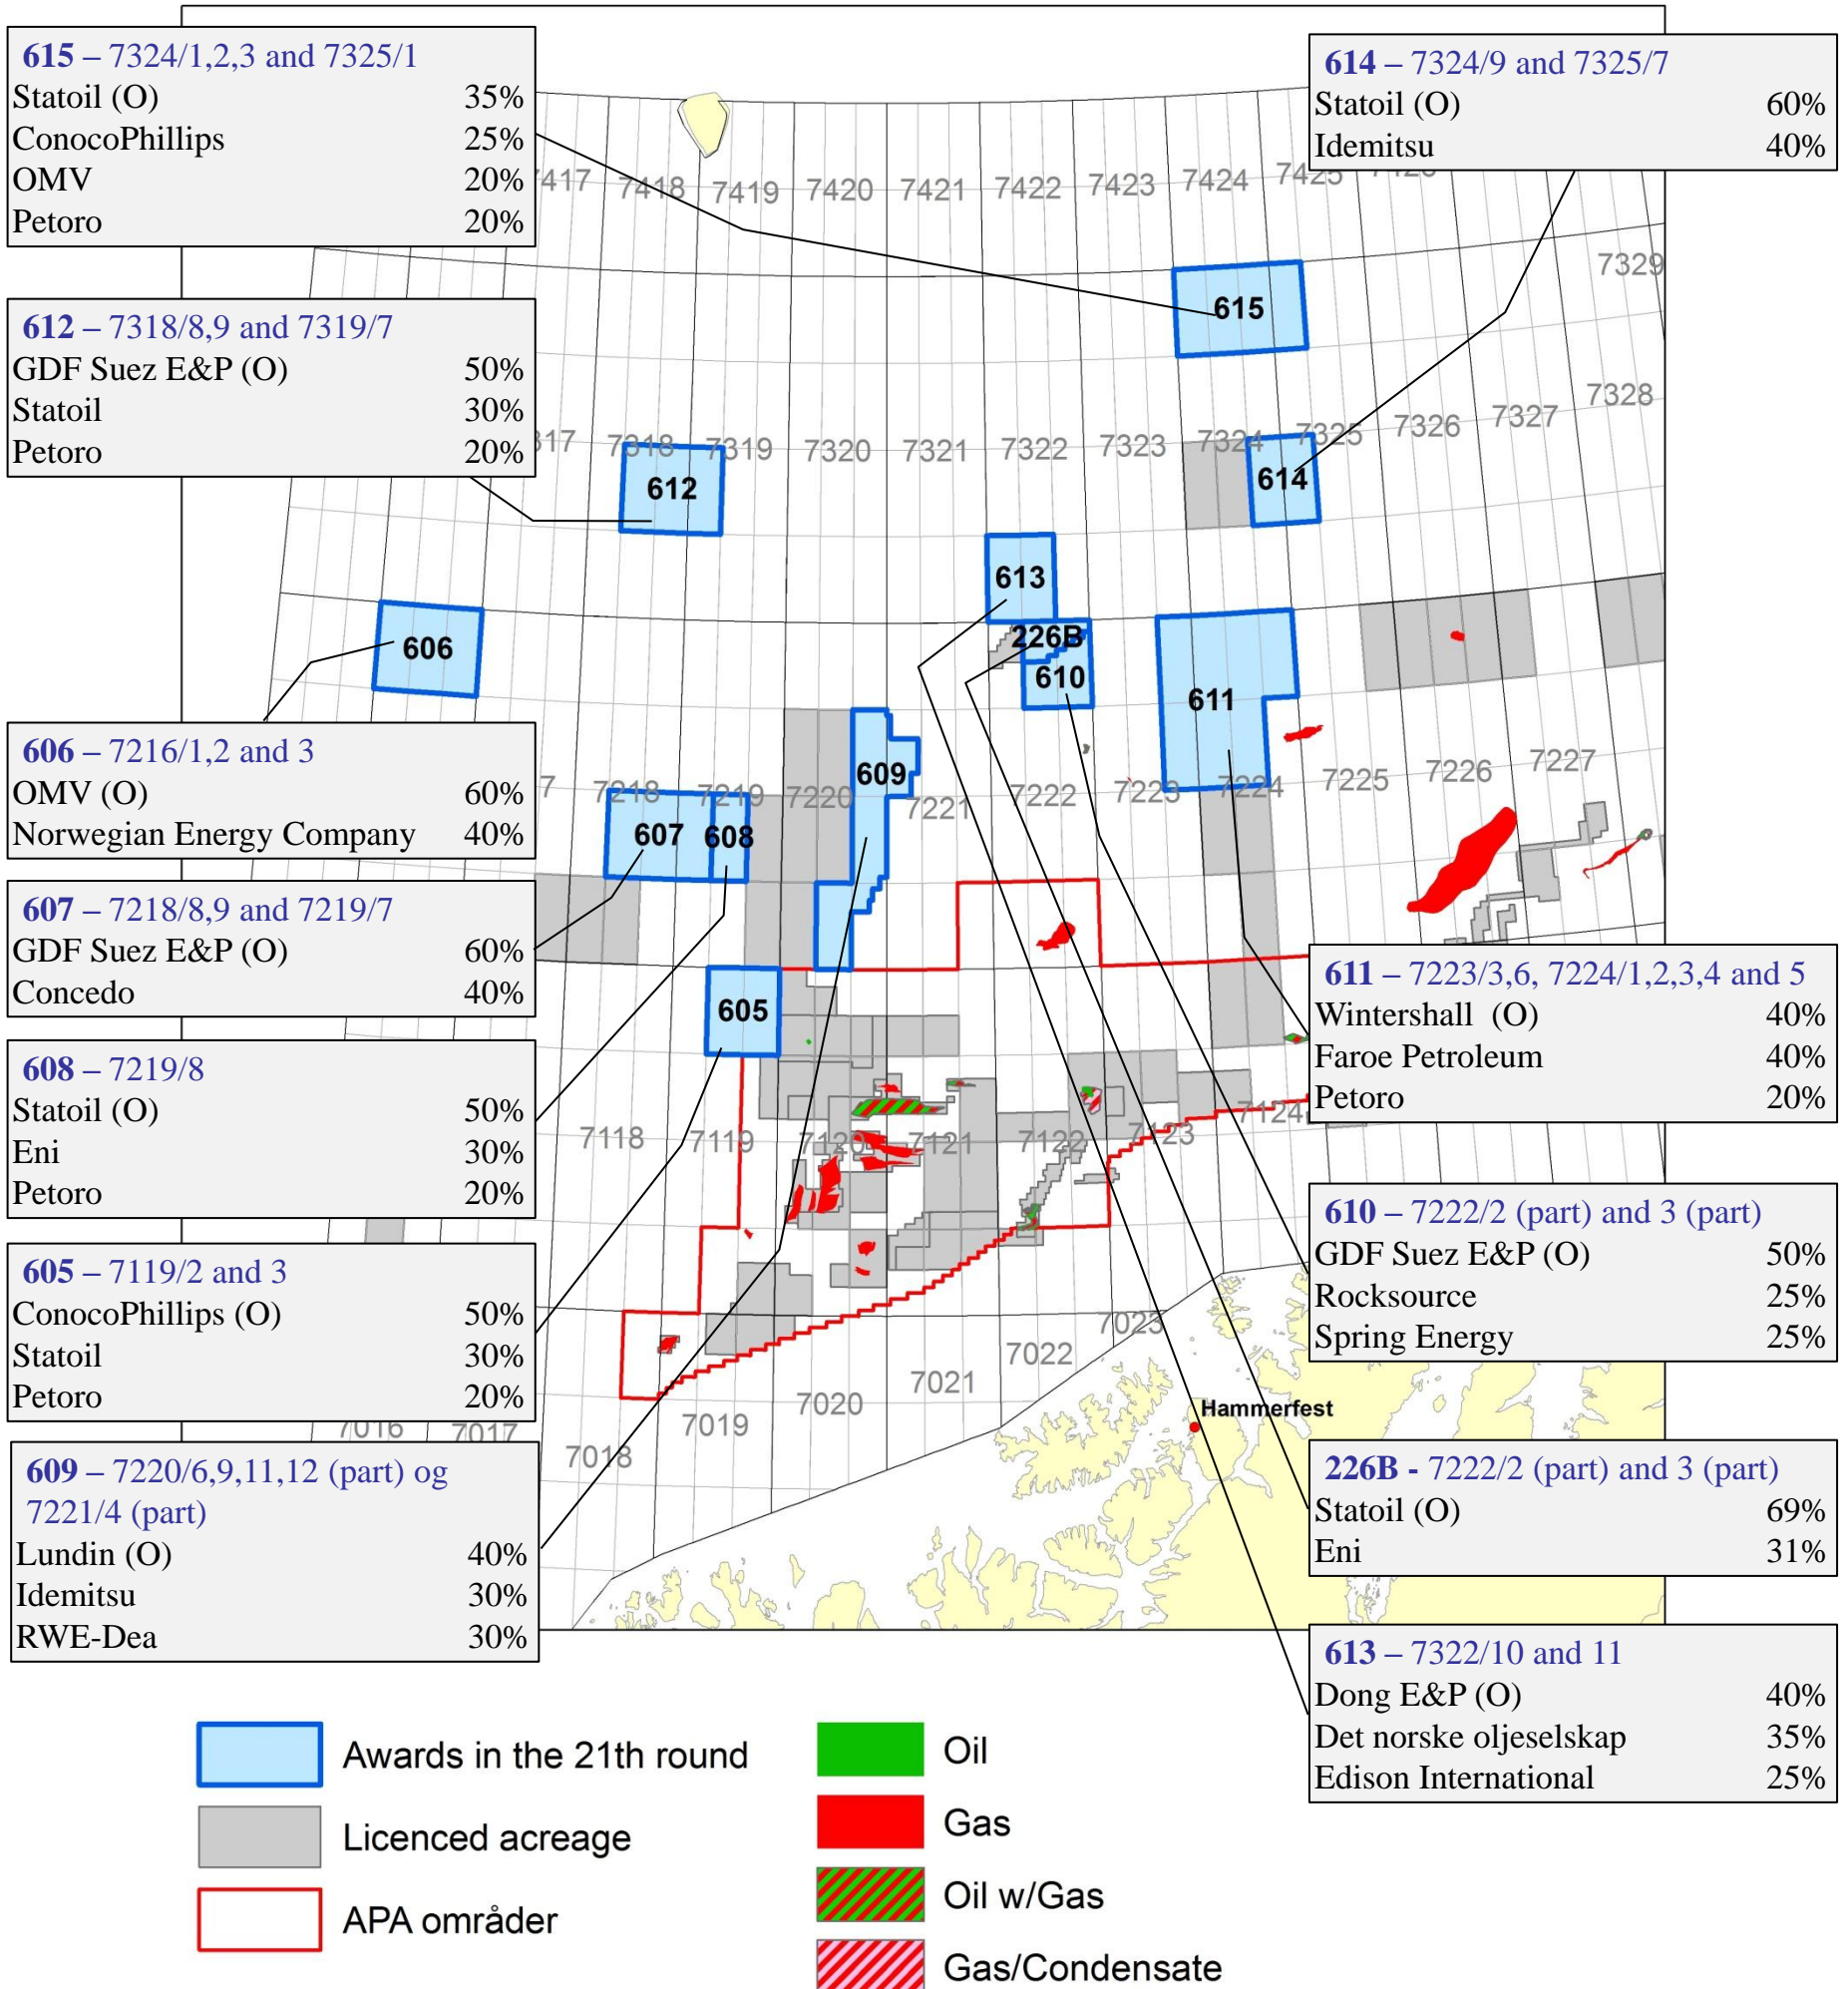 615 – 7324/1,2,3 and 7325/1
Statoil (O) 35%
ConocoPhillips 25%
OMV 20%
Petoro 20%
614 – 7324/9 and 7325/7
Statoil (O) 60%
Idemitsu 40%
612 – 7318/8,9 and 7319/7
GDF Suez E&P (O) 50%
Statoil 30%
Petoro 20%
606 – 7216/1,2 and 3
OMV (O) 60%
Norwegian Energy Company 40%
607 – 7218/8,9 and 7219/7
GDF Suez E&P (O) 60%
Concedo 40%
608 – 7219/8
Statoil (O) 50%
Eni 30%
Petoro 20%
605 – 7119/2 and 3
ConocoPhillips (O) 50%
Statoil 30%
Petoro 20%
609 – 7220/6,9,11,12 (part) og
7221/4 (part)
Lundin (O) 40%
Idemitsu 30%
RWE-Dea 30%
611 – 7223/3,6, 7224/1,2,3,4 and 5
Wintershall (O) 40%
Faroe Petroleum 40%
Petoro 20%
610 – 7222/2 (part) and 3 (part)
GDF Suez E&P (O) 50%
Rocksource 25%
Spring Energy 25%
226B - 7222/2 (part) and 3 (part)
Statoil (O) 69%
Eni 31%
613 – 7322/10 and 11
Dong E&P (O) 40%
Det norske oljeselskap 35%
Edison International 25%
7418 7419 7420 7421 7422 7423 7424 7425
7329
615
7328
7318 7319 7320 7321 7322 7323 7324 7325 7326 7327
612
614
613
226B
606
610
611
609
7218 7219 7220 7221 7222 7223 7224 7225 7226 7227
607 608
605
7118 7119 7120 7121 7122 7123 7124
7016 7017 7018 7019 7020 7021 7022 7023
Hammerfest
Awards in the 21th round
Licenced acreage
APA områder
Oil
Gas
Oil w/Gas
Gas/Condensate